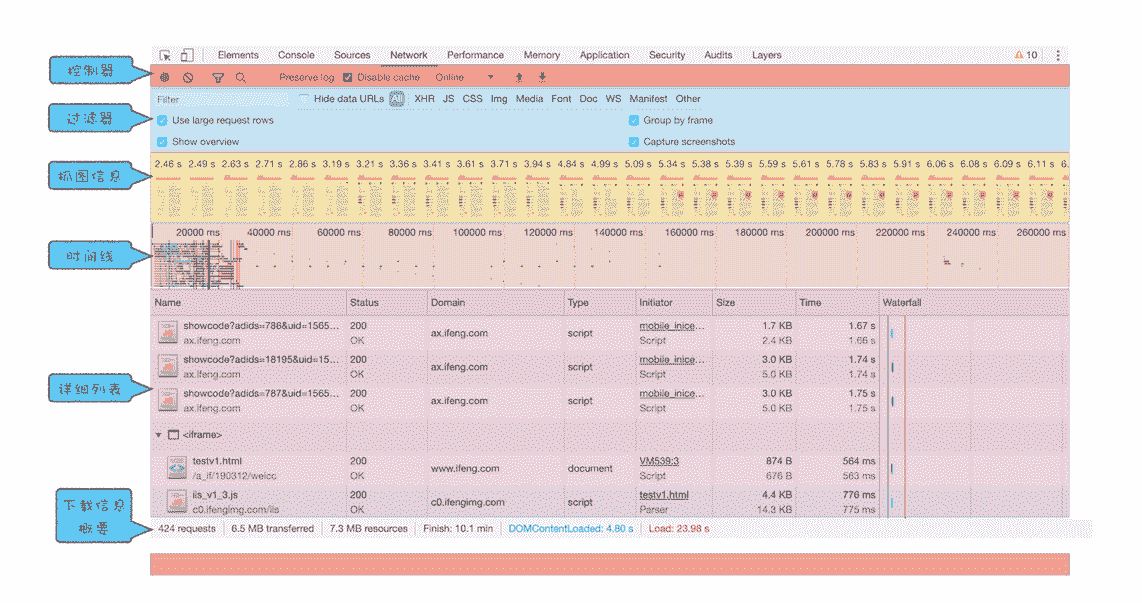 Elements Console Sources Network Performance Memory Application Security Audits Layers 10
控制器
Preserve log Disable cache Online
Filter Hide data URLs All XHR JS CSS Img Media Font Doc WS Manifest Other
过滤器
Use large request rows Group by frame
Show overview Capture screenshots
抓图信息
2.46 s 2.49 s 2.63 s 2.71 s 2.86 s 3.19 s 3.21 s 3.36 s 3.41 s 3.61 s 3.71 s 3.94 s 4.84 s 4.99 s 5.09 s 5.34 s 5.38 s 5.39 s 5.59 s 5.61 s 5.78 s 5.83 s 5.91 s 6.06 s 6.08 s 6.09 s 6.11 s 6.
20000 ms 40000 ms 60000 ms 80000 ms 100000 ms 120000 ms 140000 ms 160000 ms 180000 ms 200000 ms 220000 ms 240000 ms 260000 ms
时间线
Name Status Domain Type Initiator Size Time Waterfall
showcode?adids=788&uid=1565... 200 ax.ifeng.com script mobile_inice... 1.7 KB 1.67 s
ax.ifeng.com OK Script 2.4 KB 1.66 s
showcode?adids=18195&uid=15... 200 ax.ifeng.com script mobile_inice... 3.0 KB 1.74 s
ax.ifeng.com OK Script 5.0 KB 1.74 s
详细列表
showcode?adids=787&uid=1565... 200 ax.ifeng.com script mobile_inice... 3.0 KB 1.75 s
ax.ifeng.com OK Script 5.0 KB 1.75 s
<iframe>
testv1.html 200 www.ifeng.com document VM539:3 874 B 564 ms
/a_if/190312/weicc OK Script 676 B 563 ms
iis_v1_3.js 200 c0.ifengimg.com script testv1.html 4.4 KB 776 ms
c0.ifengimg.com/iis OK Parser 14.3 KB 775 ms
下载信息
概要
424 requests 6.5 MB transferred 7.3 MB resources Finish: 10.1 min DOMContentLoaded: 4.80 s Load: 23.98 s